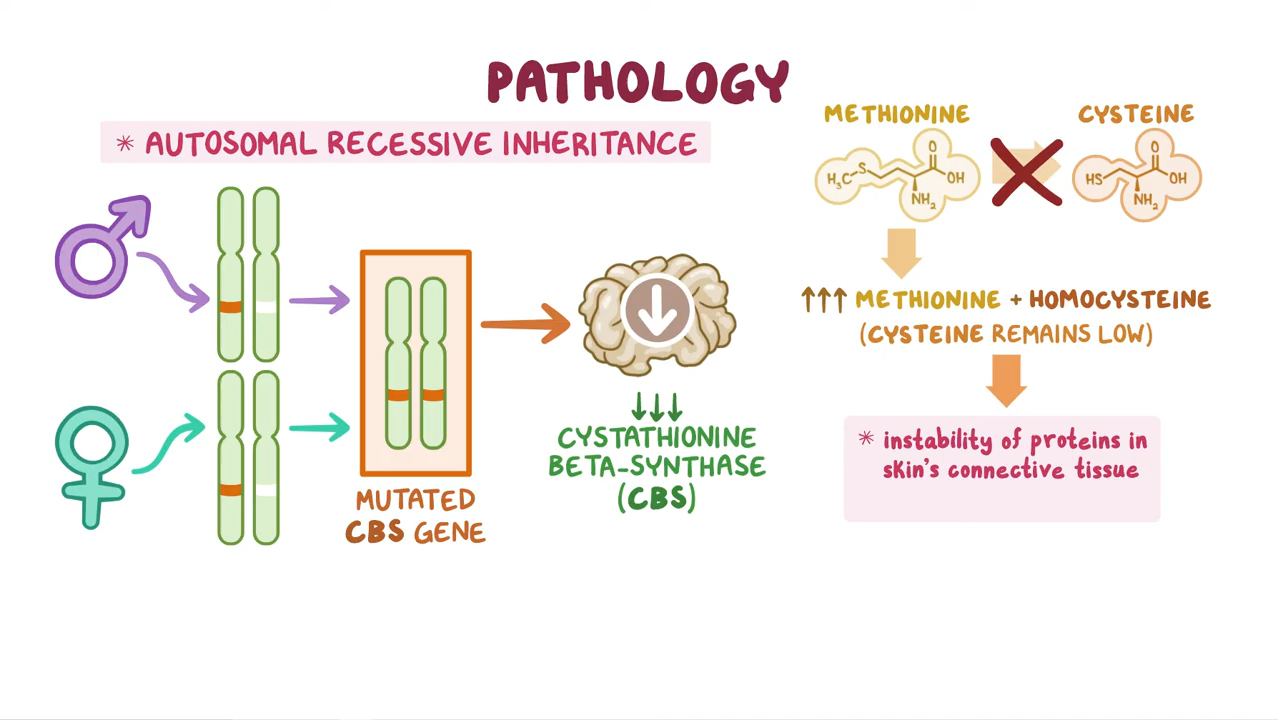 PATHOLOGY
* AUTOSOMAL RECESSIVE INHERITANCE
MUTATED
CBS GENE
↓↓↓
CYSTATHIONINE
BETA-SYNTHASE
(CBS)
METHIONINE
CYSTEINE
H₃C S O OH NH₂
HS O OH NH₂
↑↑↑ METHIONINE + HOMOCYSTEINE
(CYSTEINE REMAINS LOW)
* instability of proteins in
skin's connective tissue